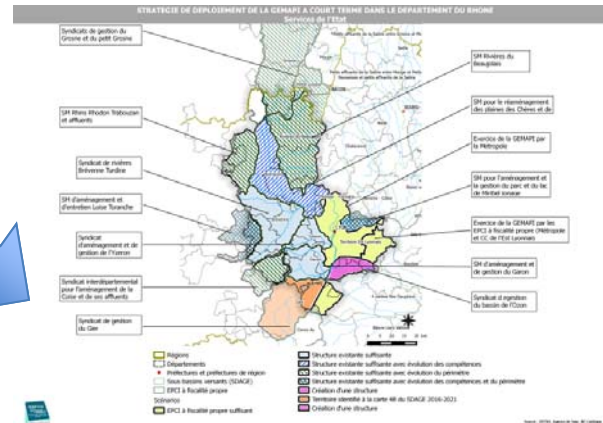 STRATEGIE DE DEPLOIEMENT DE LA GEMAPI A COURT TERME DANS LE DEPARTEMENT DU RHONE
Services de l'Etat
Syndicats de gestion du
Grosne et du petit Grosne
SM Rivières du
Beaujolais
SM Rhins Rhodon Trabouzan
et affluents
SM pour le réaménagement
des plaines des Chères et de
Syndicat de rivières
Brévenne Turdine
Exercice de la GEMAPI par
la Métropole
SM d'aménagement et
d'entretien Loise Toranche
SM pour l'aménagement et
la gestion du parc et du lac
de Miribel Jonage
Syndicat
d'aménagement et de
gestion de l'Yzeron
Exercice de la GEMAPI par les
EPCI à fiscalité propre (Métropole
et CC de l'Est Lyonnais)
Syndicat interdépartemental
pour l'aménagement de la
Coise et de ses affluents
SM d'aménagement et
de gestion du Garon
Syndicat de gestion
du Gier
Régions
Départements
Préfectures et préfectures de région
Sous bassins versants (SDAGE)
EPCI à fiscalité propre
Scénarios
EPCI à fiscalité propre suffisant
Structure existante suffisante
Structure existante suffisante avec évolution des compétences
Structure existante suffisante avec évolution du périmètre
Structure existante suffisante avec évolution des compétences et du périmètre
Création d'une structure
Territoire identifié à la carte 4B du SDAGE 2016-2021
Création d'une structure